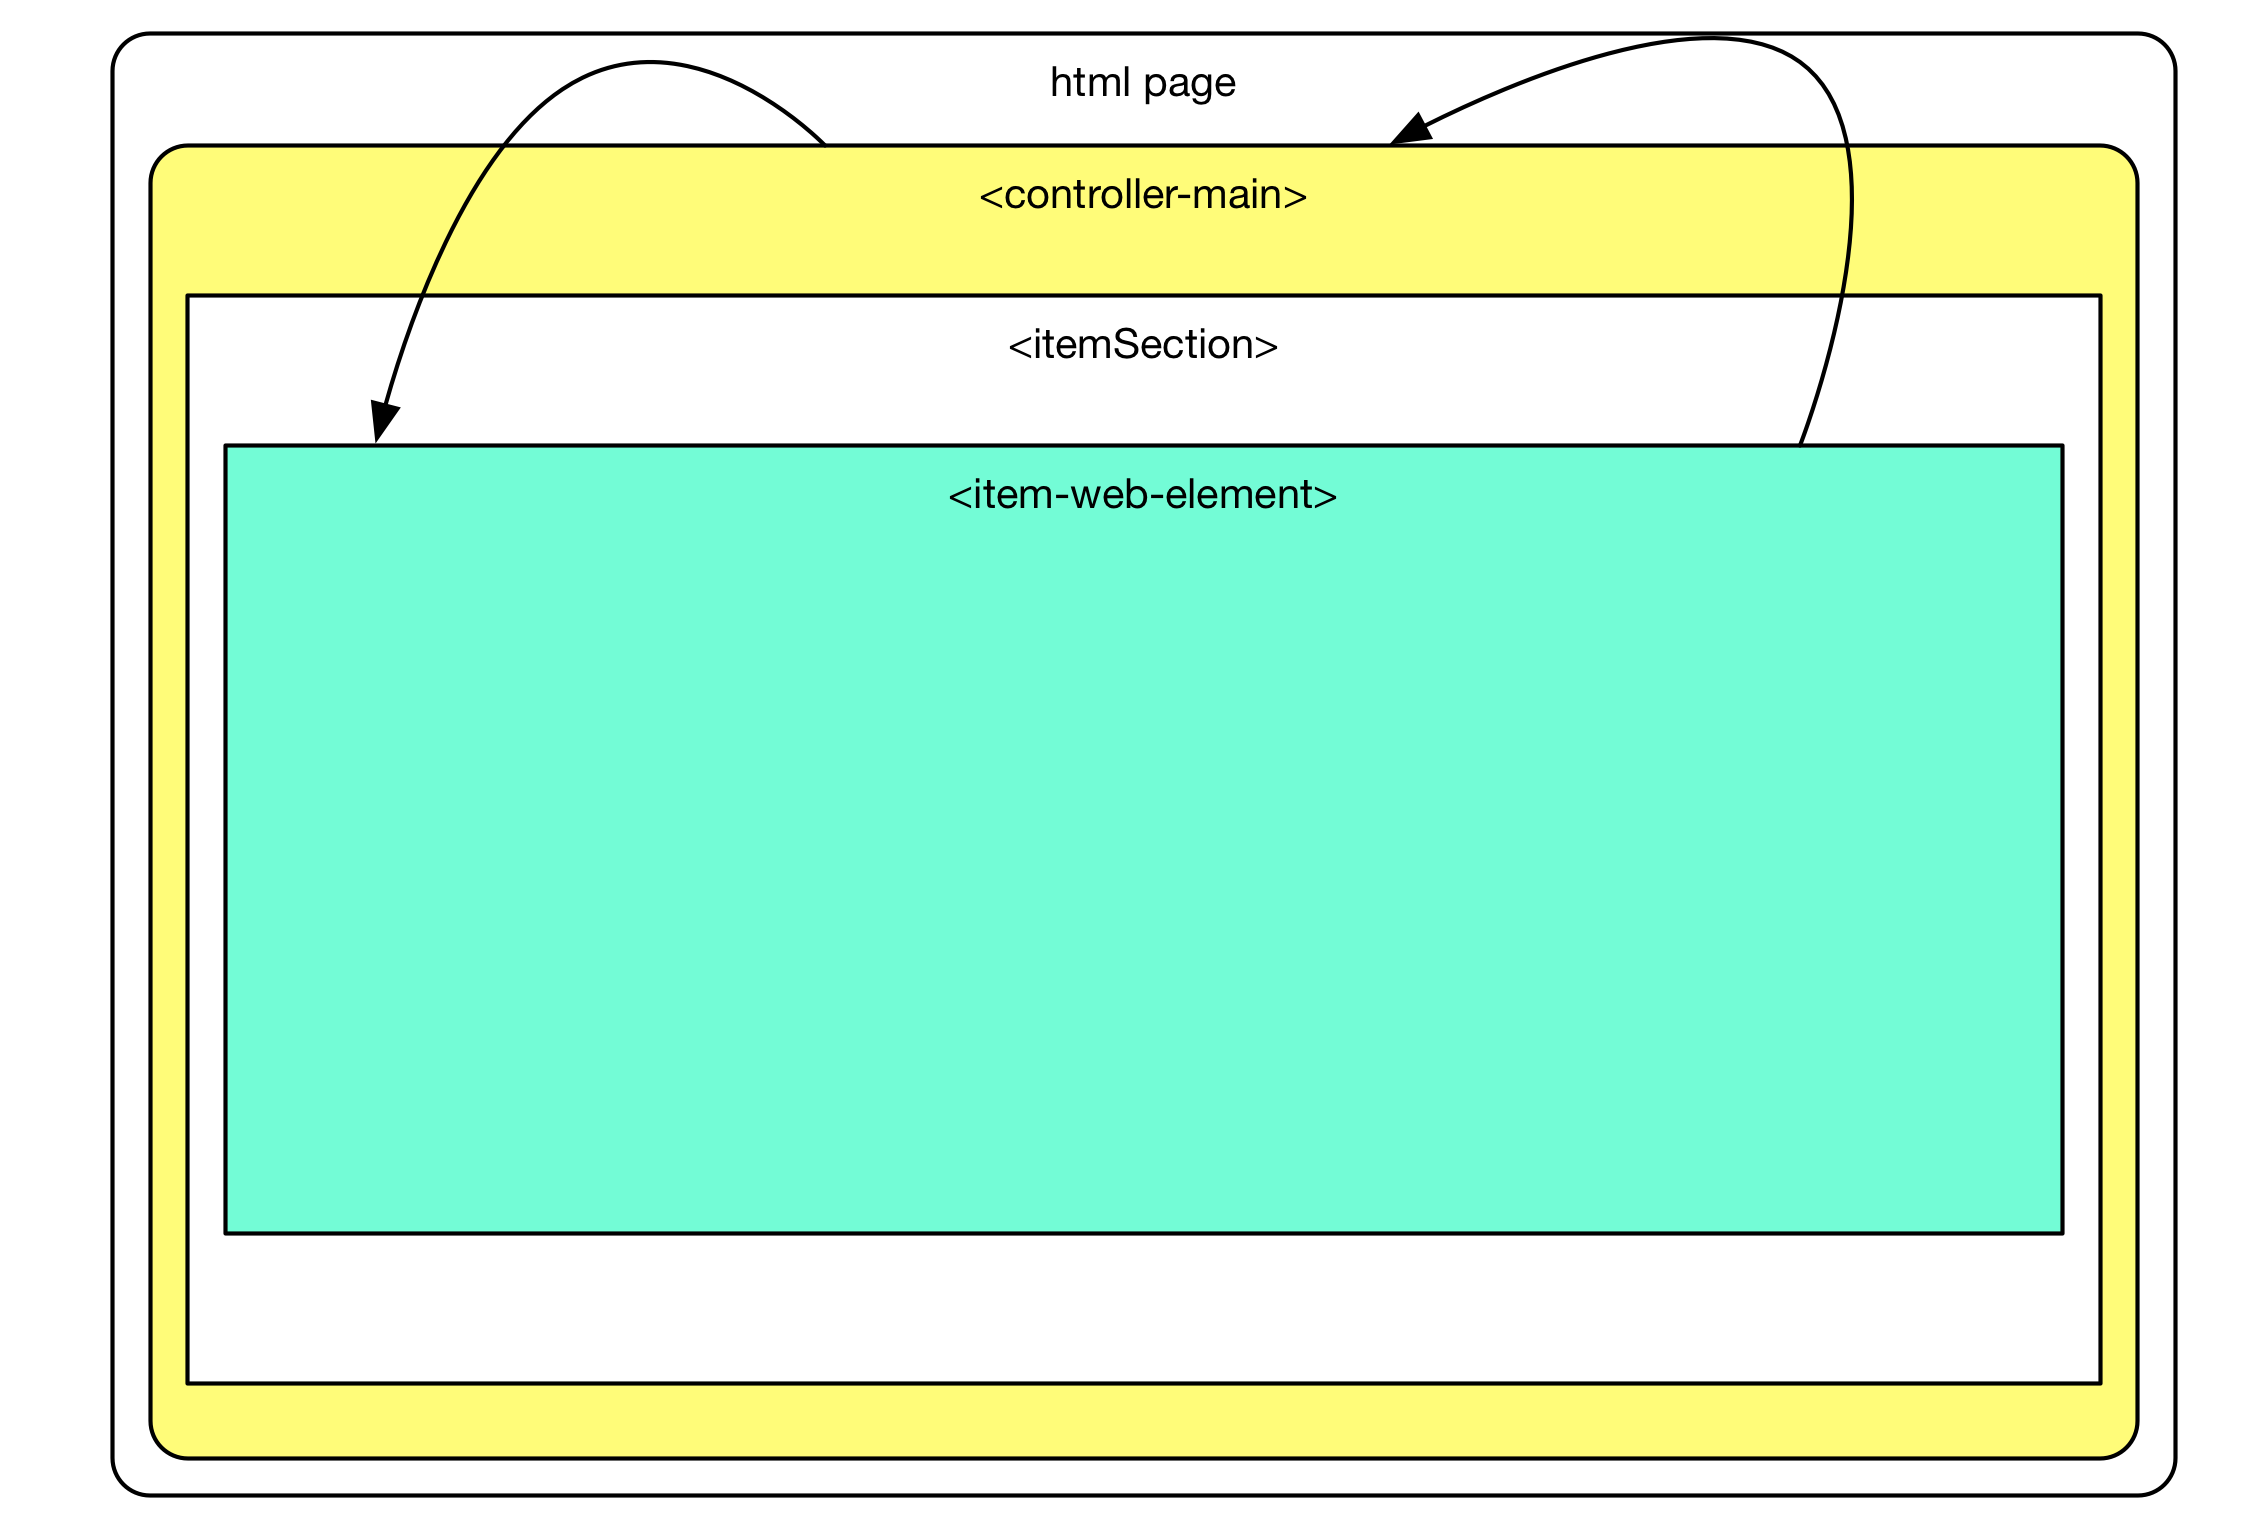 html page
<controller-main>
<itemSection>
<item-web-element>